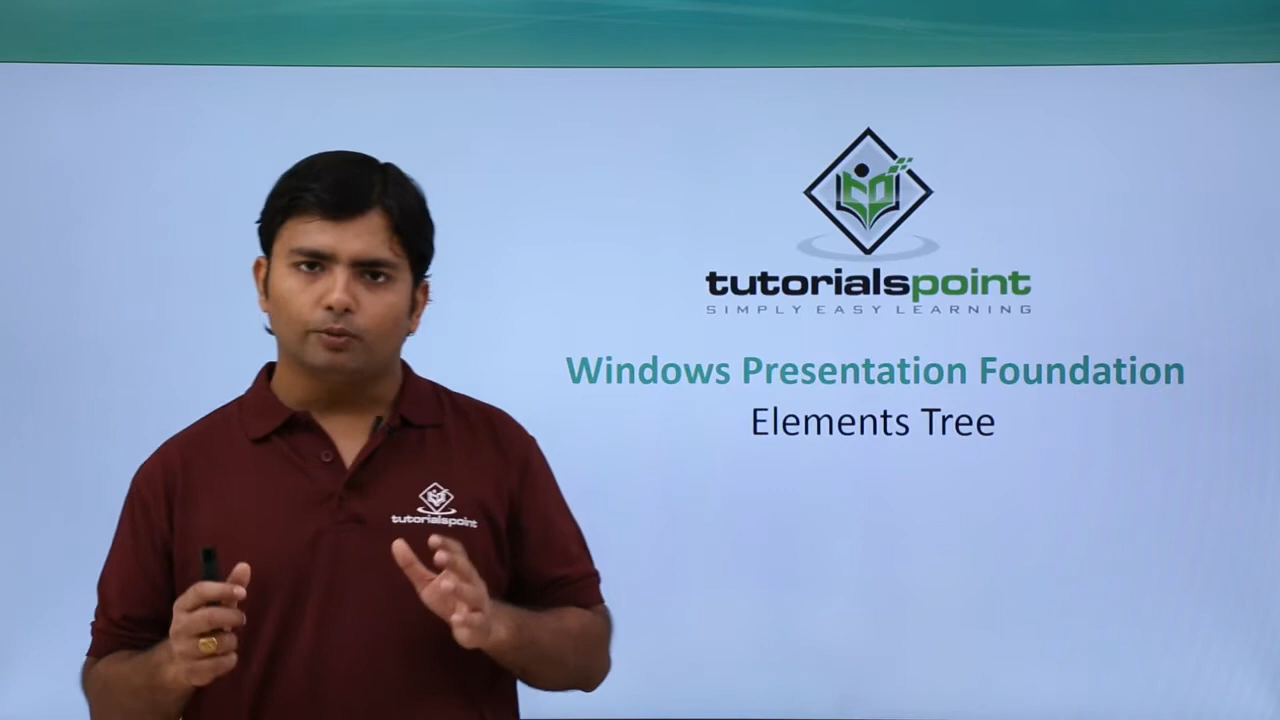 tutorialspoint
SIMPLY EASY LEARNING
Windows Presentation Foundation
Elements Tree
tutorialspoint